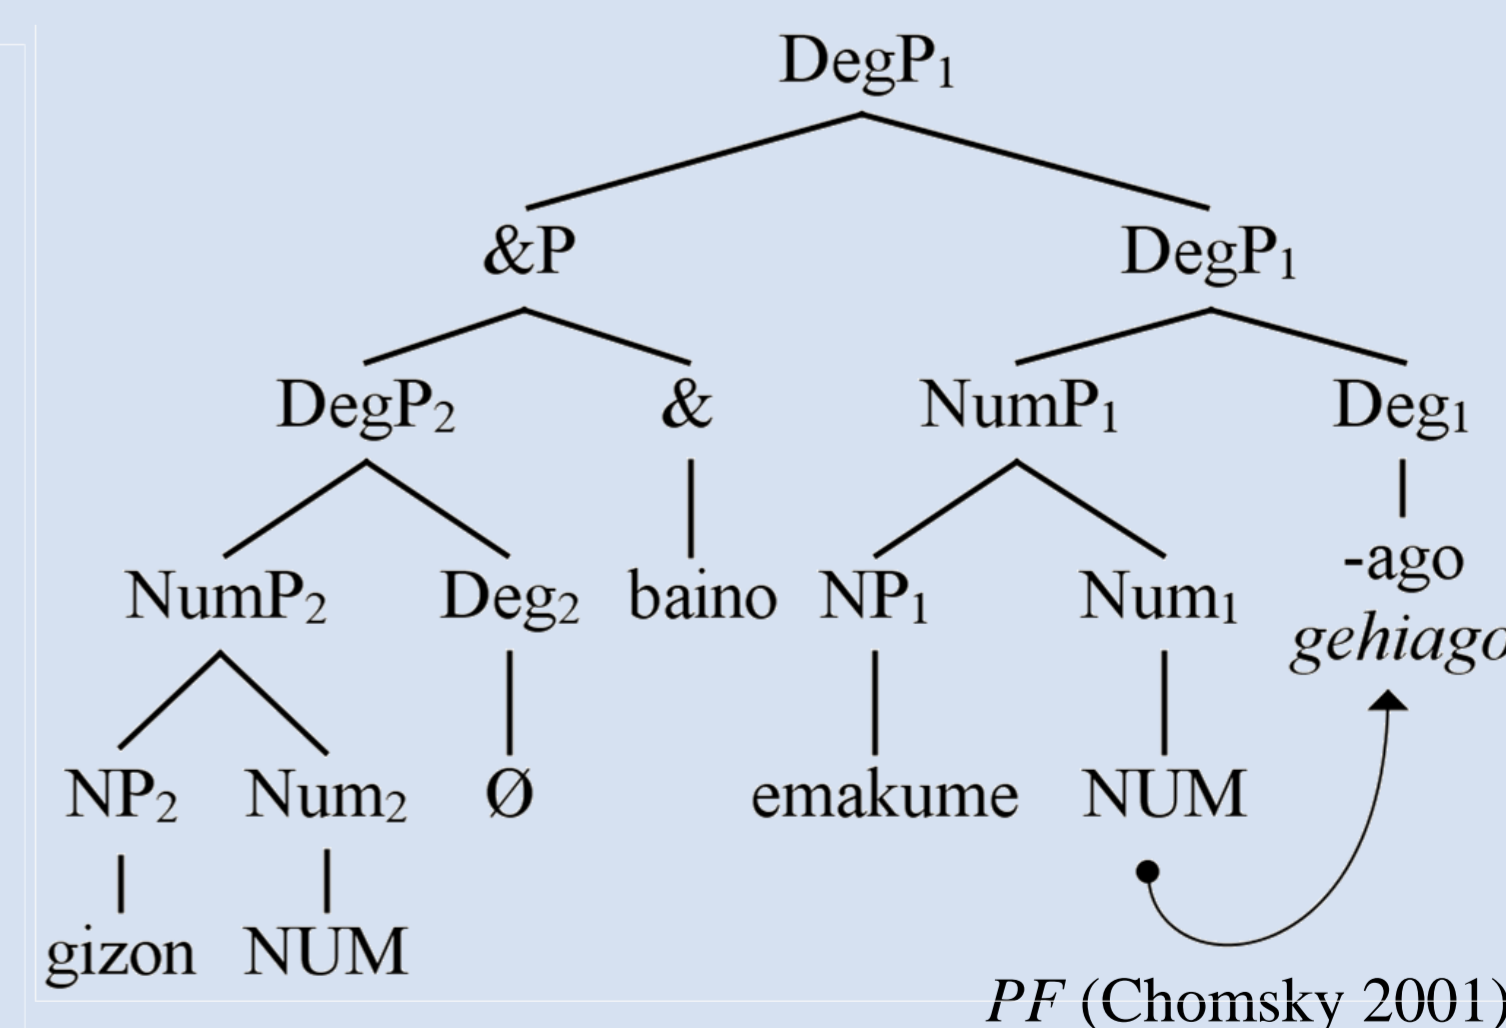 DegP₁
&P DegP₁
DegP₂ & NumP₁ Deg₁
-ago
NumP₂ Deg₂ baino NP₁ Num₁
gehiago
NP₂ Num₂ Ø emakume NUM
gizon NUM
PF (Chomsky 2001)